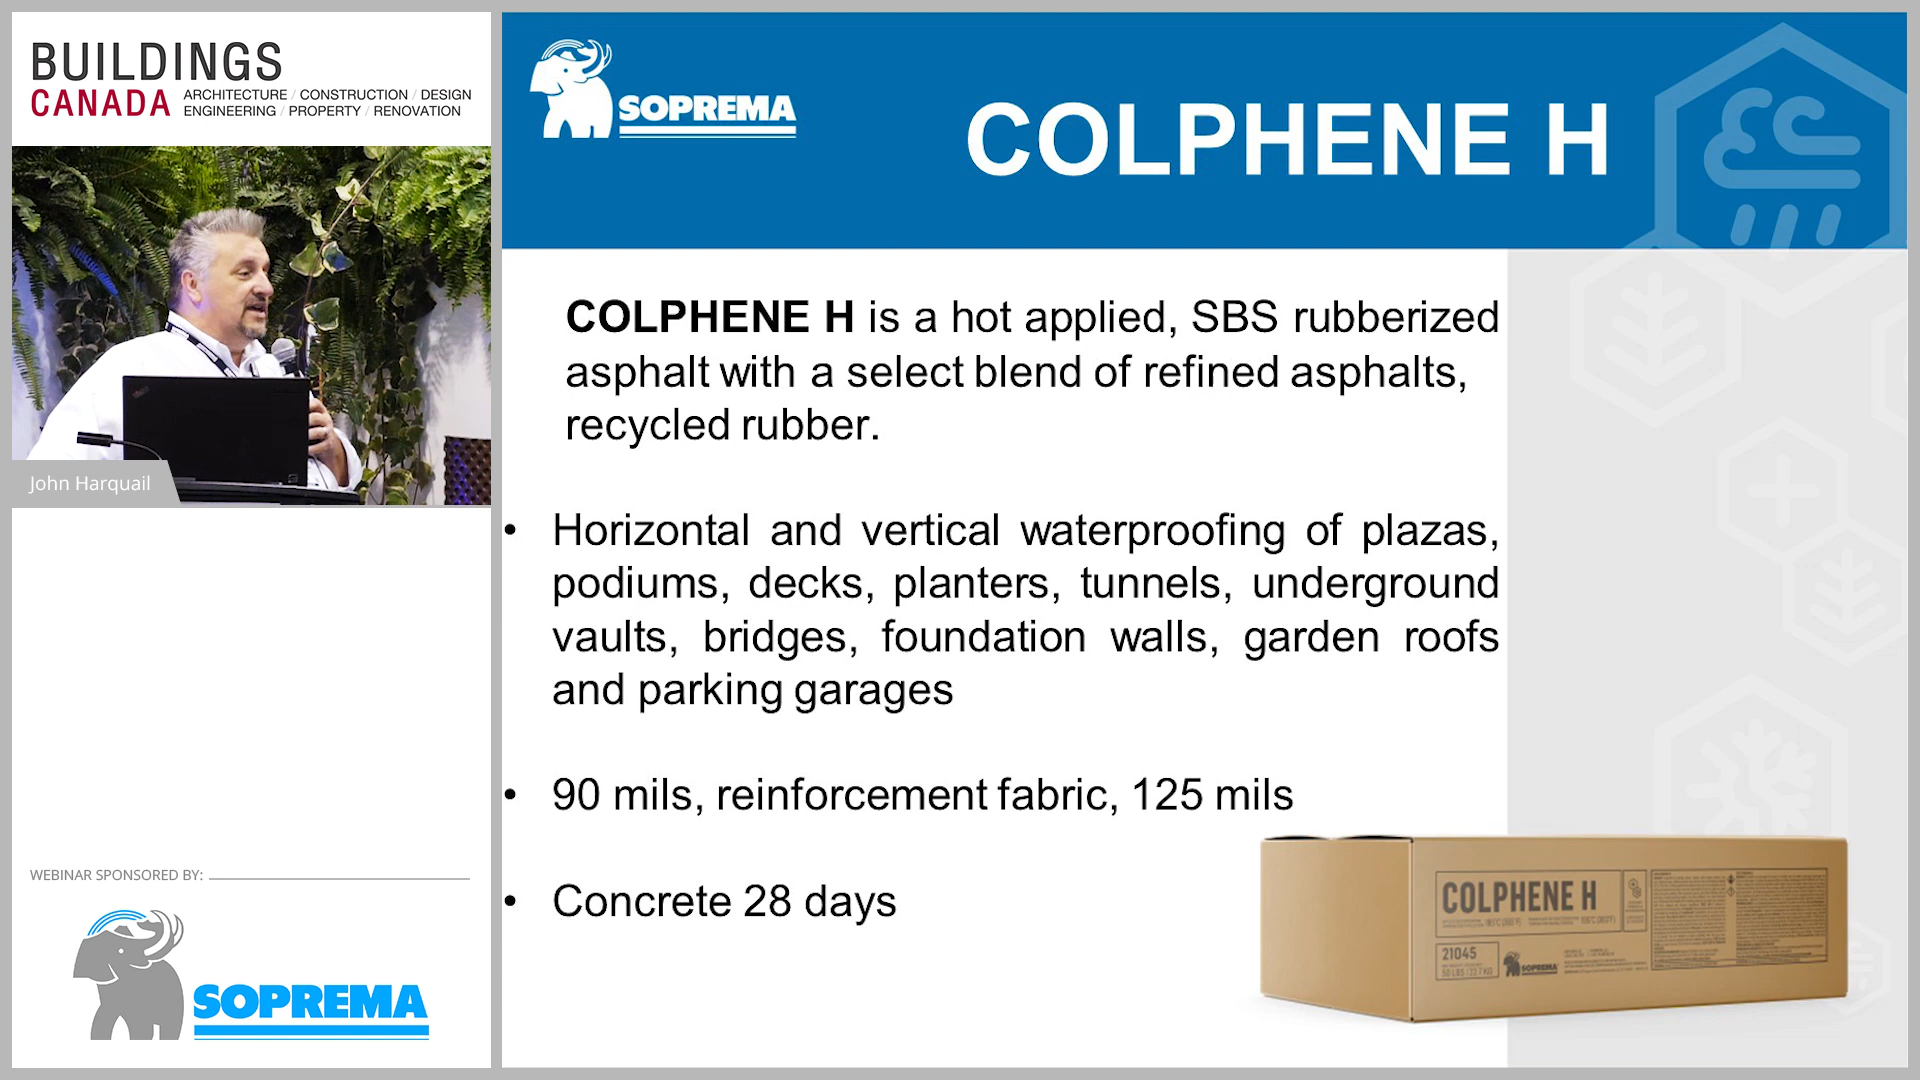 BUILDINGS
CANADA
ARCHITECTURE / CONSTRUCTION / DESIGN
ENGINEERING / PROPERTY / RENOVATION
John Harquail
WEBINAR SPONSORED BY:
SOPREMA
SOPREMA
COLPHENE H
COLPHENE H is a hot applied, SBS rubberized
asphalt with a select blend of refined asphalts,
recycled rubber.
• Horizontal and vertical waterproofing of plazas,
podiums, decks, planters, tunnels, underground
vaults, bridges, foundation walls, garden roofs
and parking garages
• 90 mils, reinforcement fabric, 125 mils
• Concrete 28 days
COLPHENE H
21045
50 LBS | 22.7 KG
SOPREMA